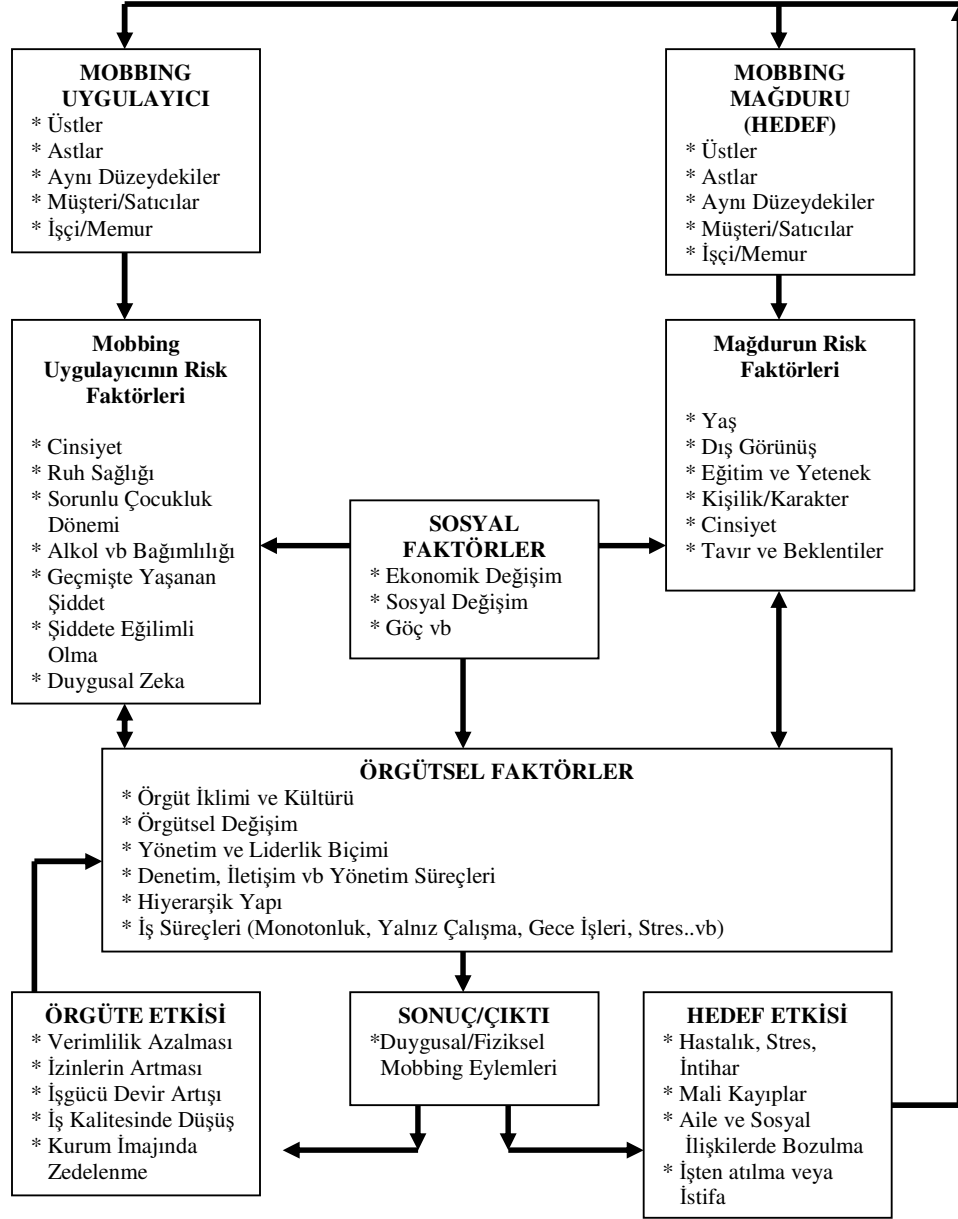 MOBBING
UYGULAYICI
* Üstler
* Astlar
* Aynı Düzeydekiler
* Müşteri/Satıcılar
* İşçi/Memur
MOBBING
MAĞDURU
(HEDEF)
* Üstler
* Astlar
* Aynı Düzeydekiler
* Müşteri/Satıcılar
* İşçi/Memur
Mobbing
Uygulayıcının Risk
Faktörleri
* Cinsiyet
* Ruh Sağlığı
* Sorunlu Çocukluk
Dönemi
* Alkol vb Bağımlılığı
* Geçmişte Yaşanan
Şiddet
* Şiddete Eğilimli
Olma
* Duygusal Zeka
Mağdurun Risk
Faktörleri
* Yaş
* Dış Görünüş
* Eğitim ve Yetenek
* Kişilik/Karakter
* Cinsiyet
* Tavır ve Beklentiler
SOSYAL
FAKTÖRLER
* Ekonomik Değişim
* Sosyal Değişim
* Göç vb
ÖRGÜTSEL FAKTÖRLER
* Örgüt İklimi ve Kültürü
* Örgütsel Değişim
* Yönetim ve Liderlik Biçimi
* Denetim, İletişim vb Yönetim Süreçleri
* Hiyerarşik Yapı
* İş Süreçleri (Monotonluk, Yalnız Çalışma, Gece İşleri, Stres..vb)
ÖRGÜTE ETKİSİ
* Verimlilik Azalması
* İzinlerin Artması
* İşgücü Devir Artışı
* İş Kalitesinde Düşüş
* Kurum İmajında
Zedelenme
SONUÇ/ÇIKTI
*Duygusal/Fiziksel
Mobbing Eylemleri
HEDEF ETKİSİ
* Hastalık, Stres,
İntihar
* Mali Kayıplar
* Aile ve Sosyal
İlişkilerde Bozulma
* İşten atılma veya
İstifa